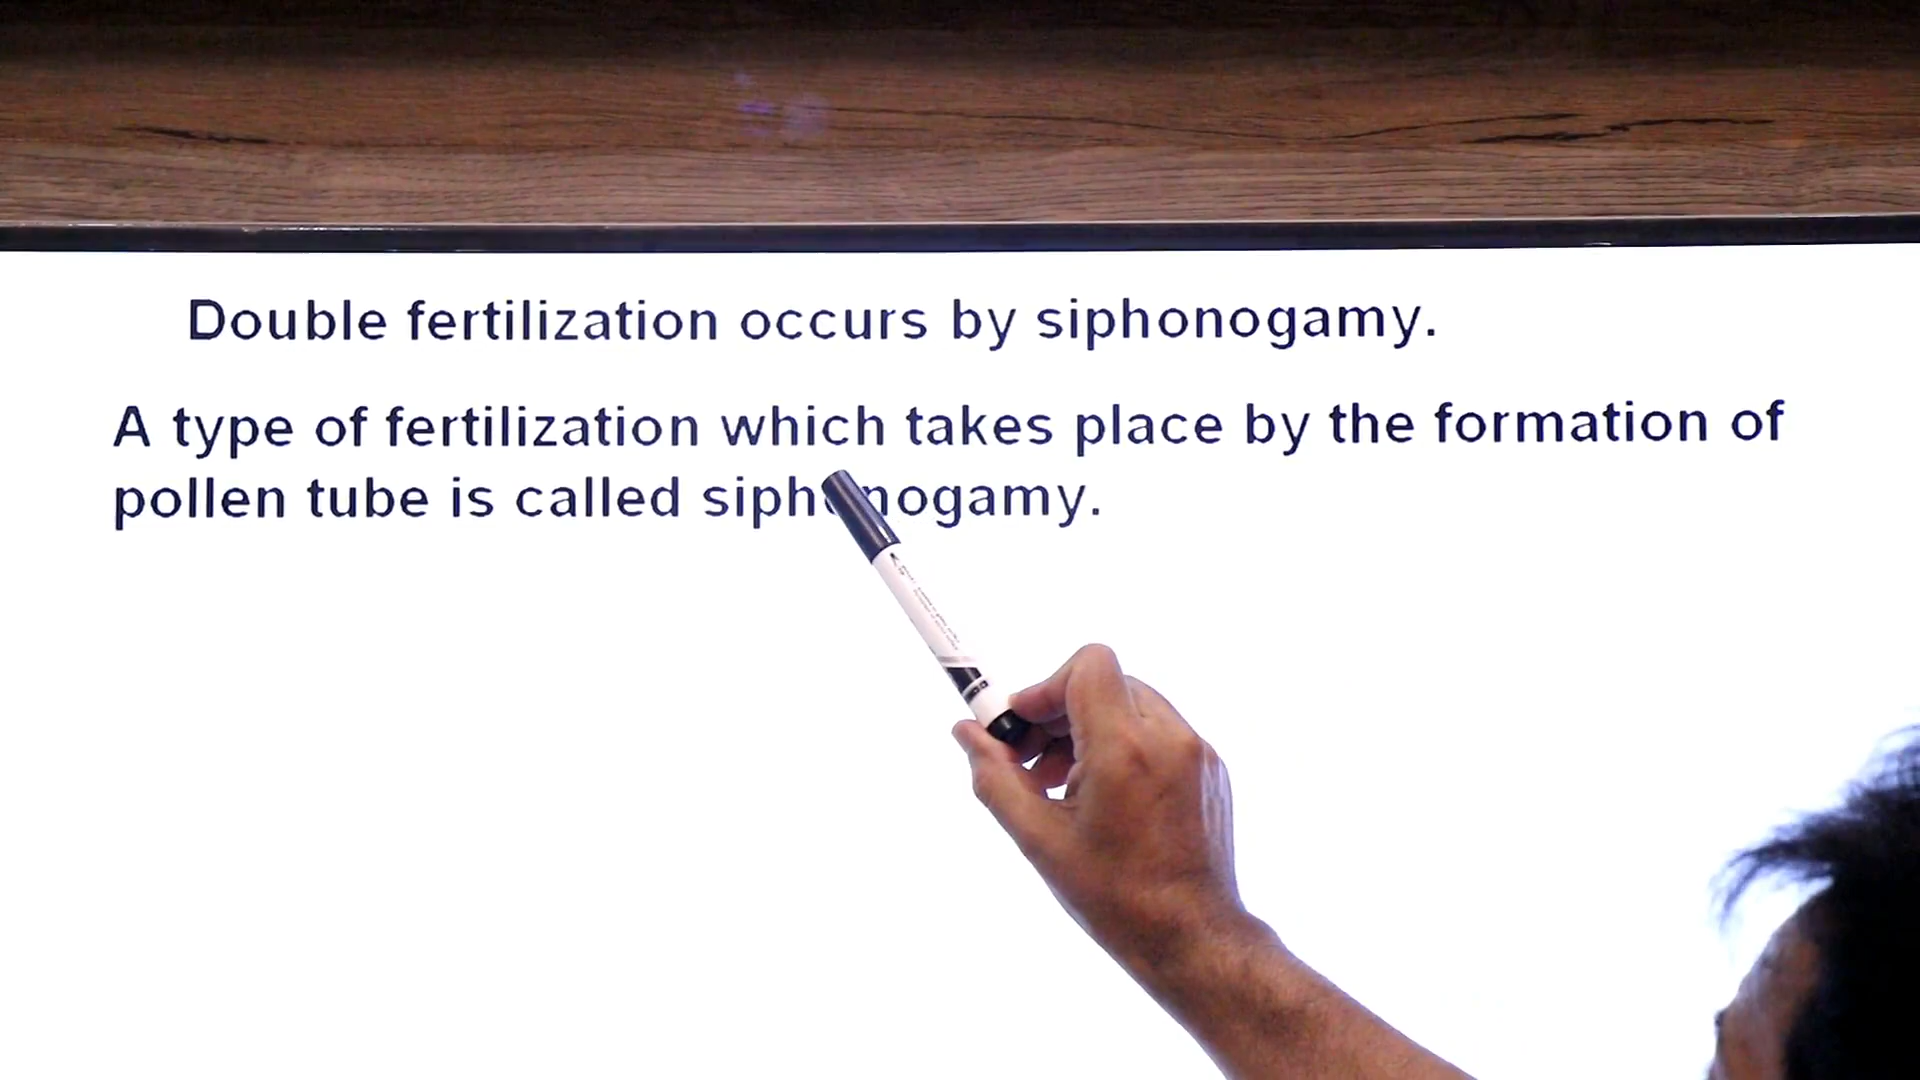 Double fertilization occurs by siphonogamy.
A type of fertilization which takes place by the formation of
pollen tube is called siphonogamy.